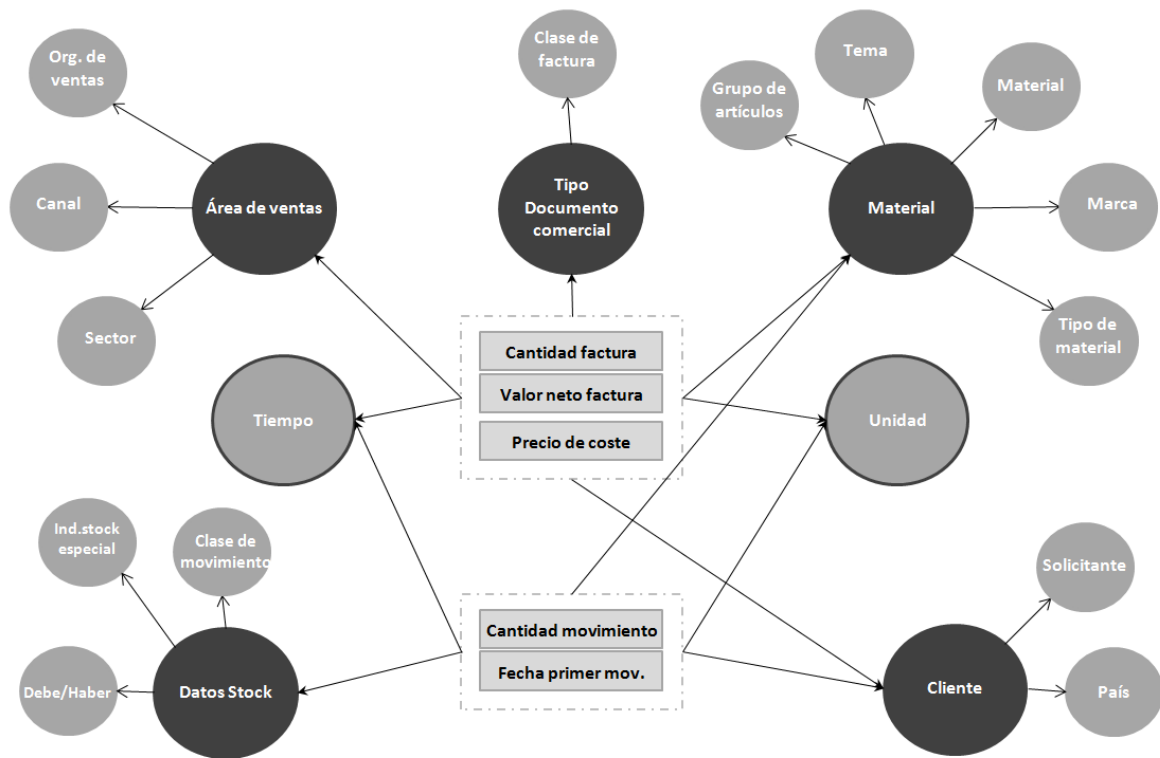 Org. de
ventas
Canal
Sector
Área de ventas
Clase de
factura
Tipo
Documento
comercial
Grupo de
artículos
Tema
Material
Marca
Tipo de
material
Material
Cantidad factura
Valor neto factura
Precio de coste
Tiempo
Unidad
Ind.stock
especial
Clase de
movimiento
Debe/Haber
Datos Stock
Cantidad movimiento
Fecha primer mov.
Solicitante
Cliente
País